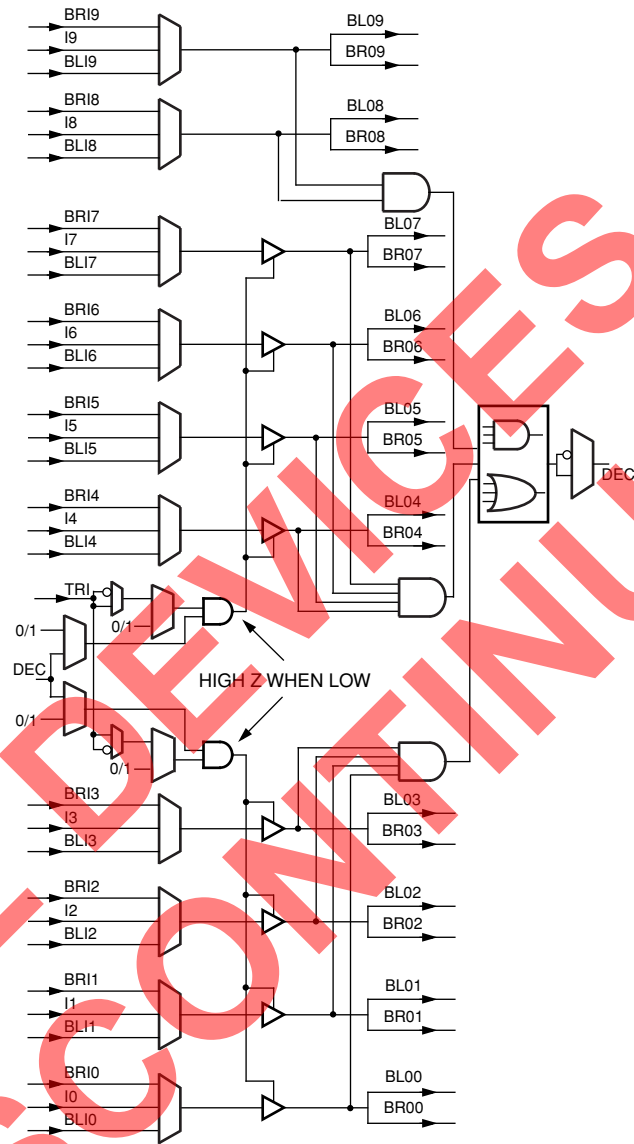 BRI9
I9
BLI9
BL09
BR09
BRI8
I8
BLI8
BL08
BR08
BRI7
I7
BLI7
BL07
BR07
BRI6
I6
BLI6
BL06
BR06
BRI5
I5
BLI5
BL05
BR05
BRI4
I4
BLI4
BL04
BR04
DEC
TRI
0/1
0/1
DEC
0/1
0/1
HIGH Z WHEN LOW
BRI3
I3
BLI3
BL03
BR03
BRI2
I2
BLI2
BL02
BR02
BRI1
I1
BLI1
BL01
BR01
BRI0
I0
BLI0
BL00
BR00
DEVICES